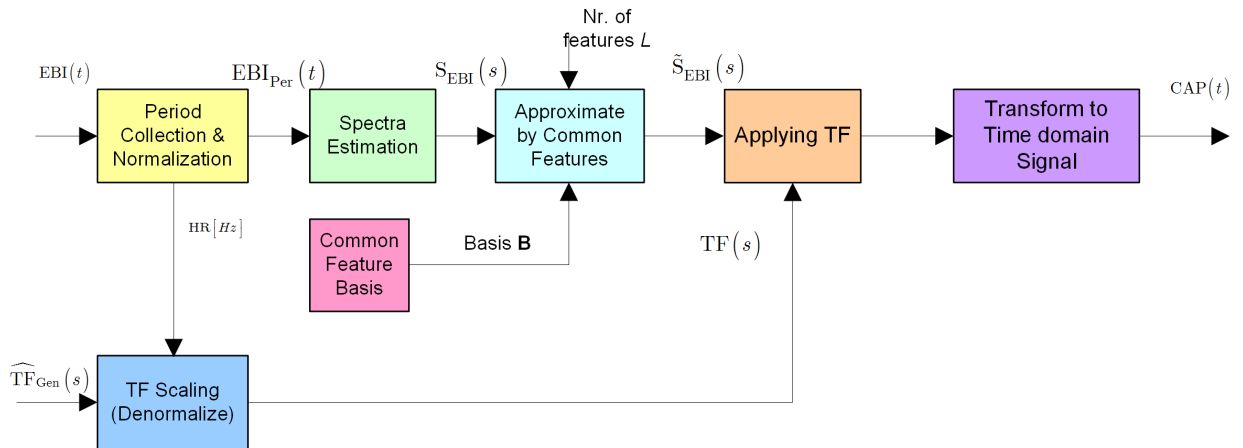 Nr. of
features L
EBI(t)
EBI_Per(t)
S_EBI(s)
S̃_EBI(s)
CAP(t)
Period
Collection &
Normalization
Spectra
Estimation
Approximate
by Common
Features
Applying TF
Transform to
Time domain
Signal
HR[Hz]
Common
Feature
Basis
Basis B
TF(s)
T̂F_Gen(s)
TF Scaling
(Denormalize)